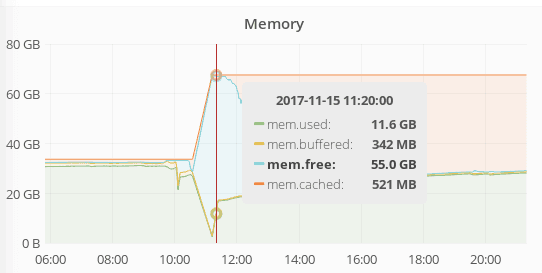 Memory
80 GB
60 GB
40 GB
20 GB
0 B
2017-11-15 11:20:00
mem.used: 11.6 GB
mem.buffered: 342 MB
mem.free: 55.0 GB
mem.cached: 521 MB
06:00 08:00 10:00 12:00 14:00 16:00 18:00 20:00